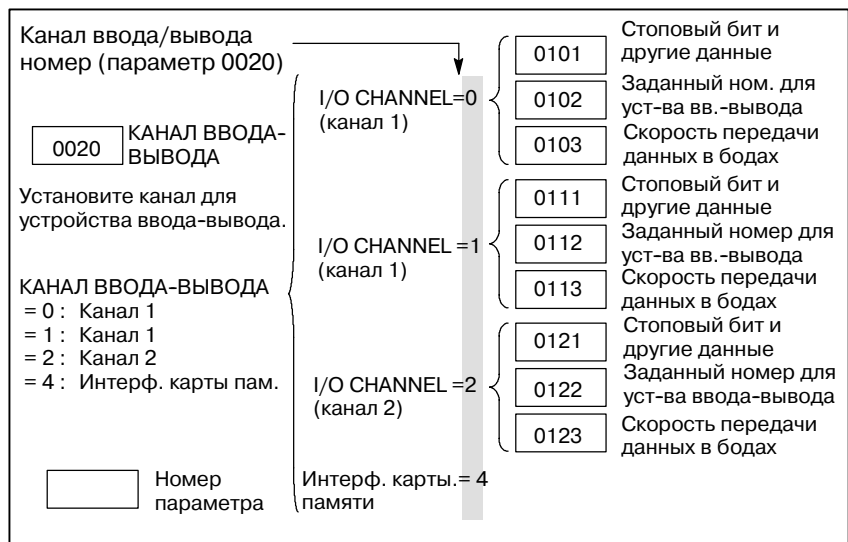 Канал ввода/вывода
номер (параметр 0020)
0020
КАНАЛ ВВОДА-
ВЫВОДА
Установите канал для
устройства ввода-вывода.
КАНАЛ ВВОДА-ВЫВОДА
= 0 : Канал 1
= 1 : Канал 1
= 2 : Канал 2
= 4 : Интерф. карты пам.
Номер
параметра
I/O CHANNEL=0
(канал 1)
0101
Стоповый бит и
другие данные
0102
Заданный ном. для
уст-ва вв.-вывода
0103
Скорость передачи
данных в бодах
I/O CHANNEL =1
(канал 1)
0111
Стоповый бит и
другие данные
0112
Заданный номер для
уст-ва вв.-вывода
0113
Скорость передачи
данных в бодах
I/O CHANNEL =2
(канал 2)
0121
Стоповый бит и
другие данные
0122
Заданный номер для
уст-ва ввода-вывода
0123
Скорость передачи
данных в бодах
Интерф. карты.= 4
памяти